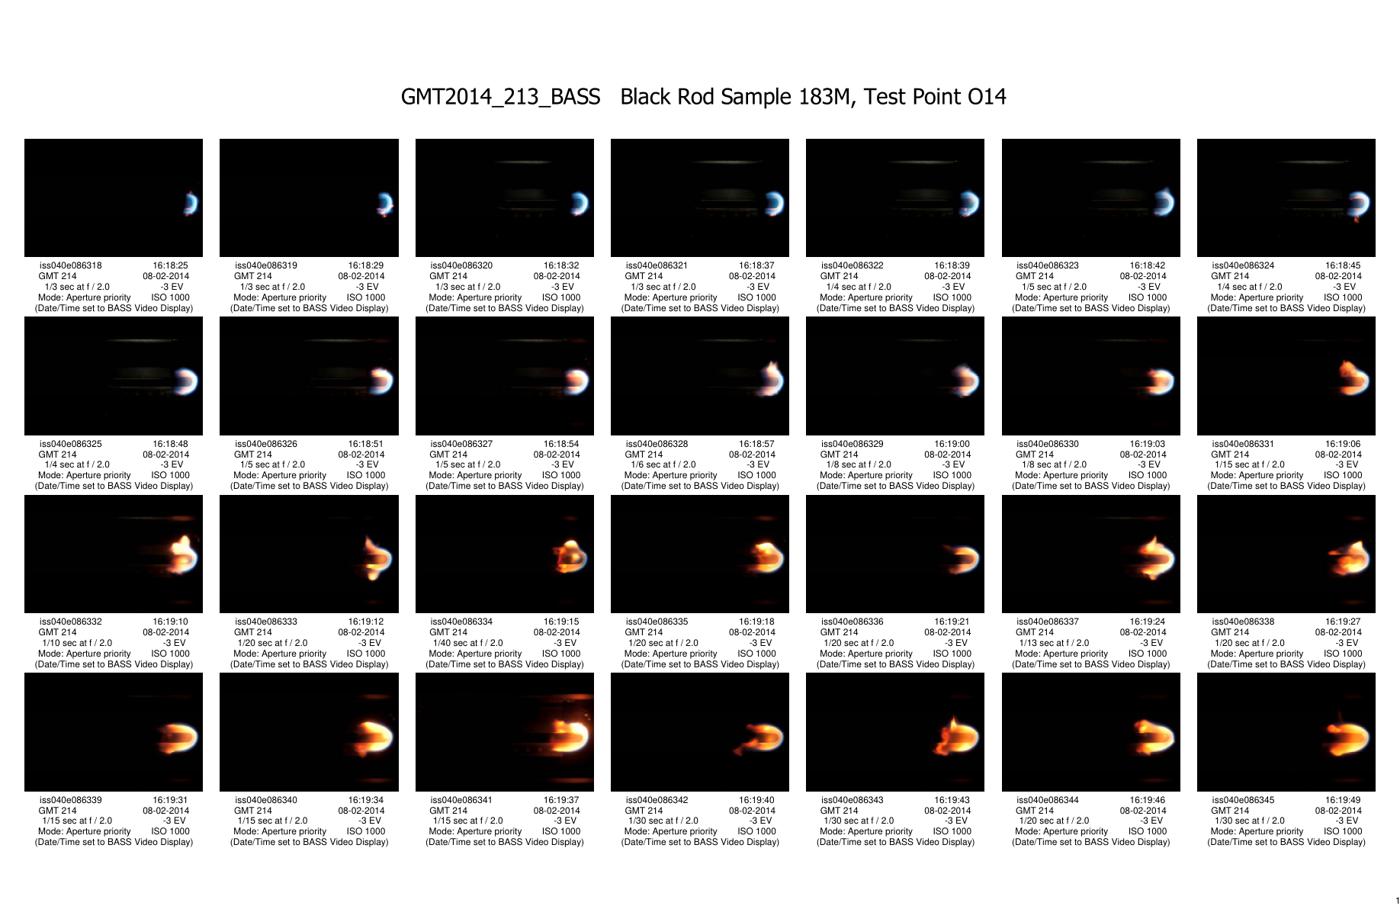 GMT2014_213_BASS Black Rod Sample 183M, Test Point O14
iss040e086318 16:18:25
GMT 214 08-02-2014
1/3 sec at f / 2.0 -3 EV
Mode: Aperture priority ISO 1000
(Date/Time set to BASS Video Display)
iss040e086319 16:18:29
GMT 214 08-02-2014
1/3 sec at f / 2.0 -3 EV
Mode: Aperture priority ISO 1000
(Date/Time set to BASS Video Display)
iss040e086320 16:18:32
GMT 214 08-02-2014
1/3 sec at f / 2.0 -3 EV
Mode: Aperture priority ISO 1000
(Date/Time set to BASS Video Display)
iss040e086321 16:18:37
GMT 214 08-02-2014
1/3 sec at f / 2.0 -3 EV
Mode: Aperture priority ISO 1000
(Date/Time set to BASS Video Display)
iss040e086322 16:18:39
GMT 214 08-02-2014
1/4 sec at f / 2.0 -3 EV
Mode: Aperture priority ISO 1000
(Date/Time set to BASS Video Display)
iss040e086323 16:18:42
GMT 214 08-02-2014
1/5 sec at f / 2.0 -3 EV
Mode: Aperture priority ISO 1000
(Date/Time set to BASS Video Display)
iss040e086324 16:18:45
GMT 214 08-02-2014
1/4 sec at f / 2.0 -3 EV
Mode: Aperture priority ISO 1000
(Date/Time set to BASS Video Display)
iss040e086325 16:18:48
GMT 214 08-02-2014
1/4 sec at f / 2.0 -3 EV
Mode: Aperture priority ISO 1000
(Date/Time set to BASS Video Display)
iss040e086326 16:18:51
GMT 214 08-02-2014
1/5 sec at f / 2.0 -3 EV
Mode: Aperture priority ISO 1000
(Date/Time set to BASS Video Display)
iss040e086327 16:18:54
GMT 214 08-02-2014
1/5 sec at f / 2.0 -3 EV
Mode: Aperture priority ISO 1000
(Date/Time set to BASS Video Display)
iss040e086328 16:18:57
GMT 214 08-02-2014
1/6 sec at f / 2.0 -3 EV
Mode: Aperture priority ISO 1000
(Date/Time set to BASS Video Display)
iss040e086329 16:19:00
GMT 214 08-02-2014
1/8 sec at f / 2.0 -3 EV
Mode: Aperture priority ISO 1000
(Date/Time set to BASS Video Display)
iss040e086330 16:19:03
GMT 214 08-02-2014
1/8 sec at f / 2.0 -3 EV
Mode: Aperture priority ISO 1000
(Date/Time set to BASS Video Display)
iss040e086331 16:19:06
GMT 214 08-02-2014
1/15 sec at f / 2.0 -3 EV
Mode: Aperture priority ISO 1000
(Date/Time set to BASS Video Display)
iss040e086332 16:19:10
GMT 214 08-02-2014
1/10 sec at f / 2.0 -3 EV
Mode: Aperture priority ISO 1000
(Date/Time set to BASS Video Display)
iss040e086333 16:19:12
GMT 214 08-02-2014
1/20 sec at f / 2.0 -3 EV
Mode: Aperture priority ISO 1000
(Date/Time set to BASS Video Display)
iss040e086334 16:19:15
GMT 214 08-02-2014
1/40 sec at f / 2.0 -3 EV
Mode: Aperture priority ISO 1000
(Date/Time set to BASS Video Display)
iss040e086335 16:19:18
GMT 214 08-02-2014
1/20 sec at f / 2.0 -3 EV
Mode: Aperture priority ISO 1000
(Date/Time set to BASS Video Display)
iss040e086336 16:19:21
GMT 214 08-02-2014
1/20 sec at f / 2.0 -3 EV
Mode: Aperture priority ISO 1000
(Date/Time set to BASS Video Display)
iss040e086337 16:19:24
GMT 214 08-02-2014
1/13 sec at f / 2.0 -3 EV
Mode: Aperture priority ISO 1000
(Date/Time set to BASS Video Display)
iss040e086338 16:19:27
GMT 214 08-02-2014
1/20 sec at f / 2.0 -3 EV
Mode: Aperture priority ISO 1000
(Date/Time set to BASS Video Display)
iss040e086339 16:19:31
GMT 214 08-02-2014
1/15 sec at f / 2.0 -3 EV
Mode: Aperture priority ISO 1000
(Date/Time set to BASS Video Display)
iss040e086340 16:19:34
GMT 214 08-02-2014
1/15 sec at f / 2.0 -3 EV
Mode: Aperture priority ISO 1000
(Date/Time set to BASS Video Display)
iss040e086341 16:19:37
GMT 214 08-02-2014
1/15 sec at f / 2.0 -3 EV
Mode: Aperture priority ISO 1000
(Date/Time set to BASS Video Display)
iss040e086342 16:19:40
GMT 214 08-02-2014
1/30 sec at f / 2.0 -3 EV
Mode: Aperture priority ISO 1000
(Date/Time set to BASS Video Display)
iss040e086343 16:19:43
GMT 214 08-02-2014
1/30 sec at f / 2.0 -3 EV
Mode: Aperture priority ISO 1000
(Date/Time set to BASS Video Display)
iss040e086344 16:19:46
GMT 214 08-02-2014
1/20 sec at f / 2.0 -3 EV
Mode: Aperture priority ISO 1000
(Date/Time set to BASS Video Display)
iss040e086345 16:19:49
GMT 214 08-02-2014
1/30 sec at f / 2.0 -3 EV
Mode: Aperture priority ISO 1000
(Date/Time set to BASS Video Display)